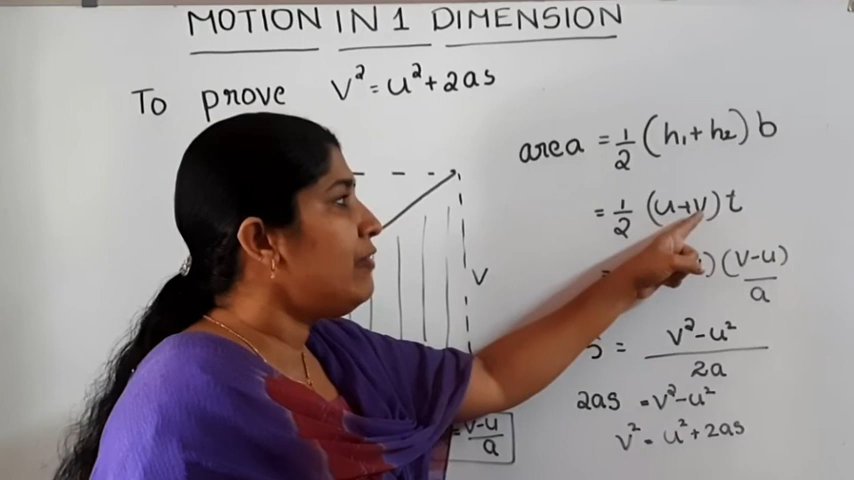 MOTION IN 1 DIMENSION
To prove v² = u² + 2as
area = 1/2 (h₁ + h₂) b
= 1/2 (u+v) t
= ) (v-u)/a
S = v²-u²/2a
2as = v²-u²
v² = u² + 2as
v
= v-u/a